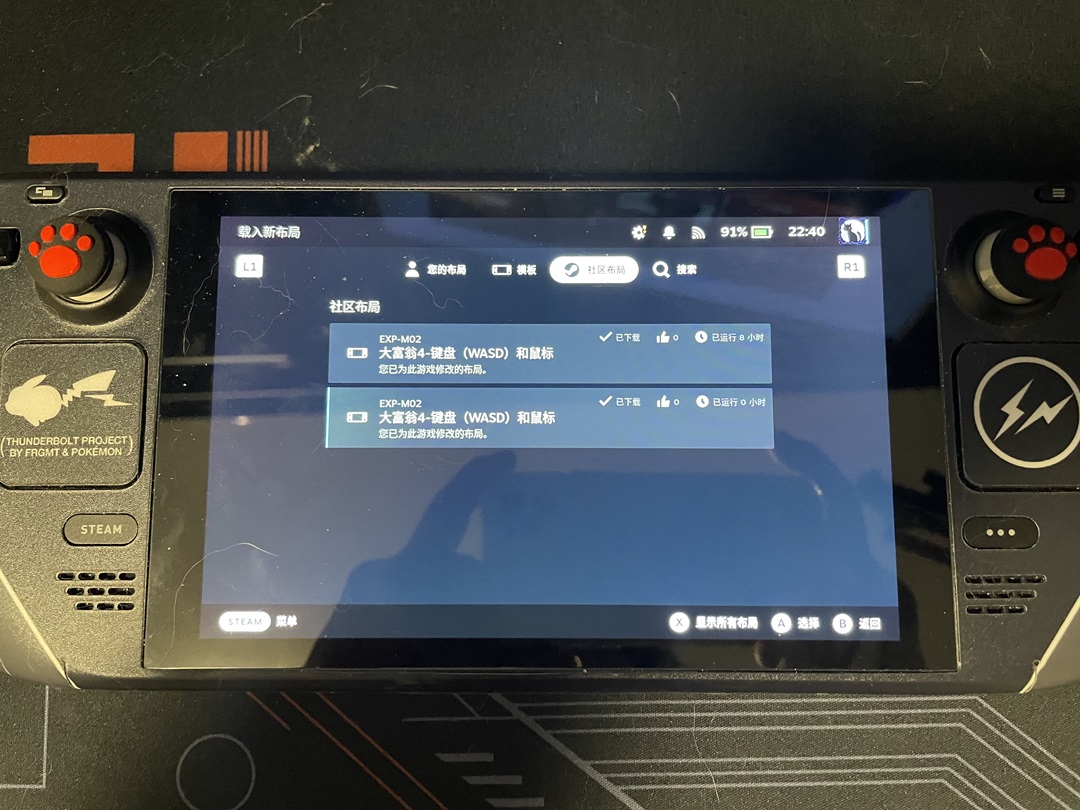 载入新布局
91%
22:40
L1
您的布局
模板
社区布局
搜索
R1
社区布局
EXP-M02
大富翁4-键盘（WASD）和鼠标
您已为此游戏修改的布局。
已下载
0
已运行 8 小时
EXP-M02
大富翁4-键盘（WASD）和鼠标
您已为此游戏修改的布局。
已下载
0
已运行 0 小时
STEAM 菜单
X 显示所有布局
A 选择
B 返回
(THUNDERBOLT PROJECT)
BY FRGMT & POKÉMON
STEAM